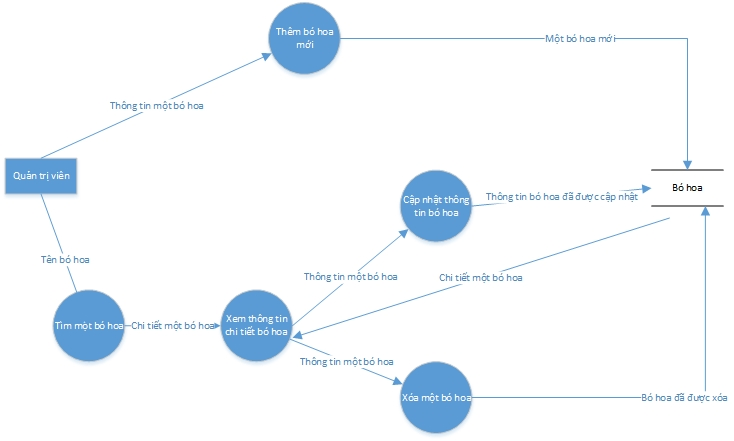 Thêm bó hoa
mới
Một bó hoa mới
Thông tin một bó hoa
Quản trị viên
Bó hoa
Cập nhật thông
tin bó hoa
Thông tin bó hoa đã được cập nhật
Tên bó hoa
Thông tin một bó hoa
Chi tiết một bó hoa
Tìm một bó hoa
Chi tiết một bó hoa
Xem thông tin
chi tiết bó hoa
Thông tin một bó hoa
Xóa một bó hoa
Bó hoa đã được xóa